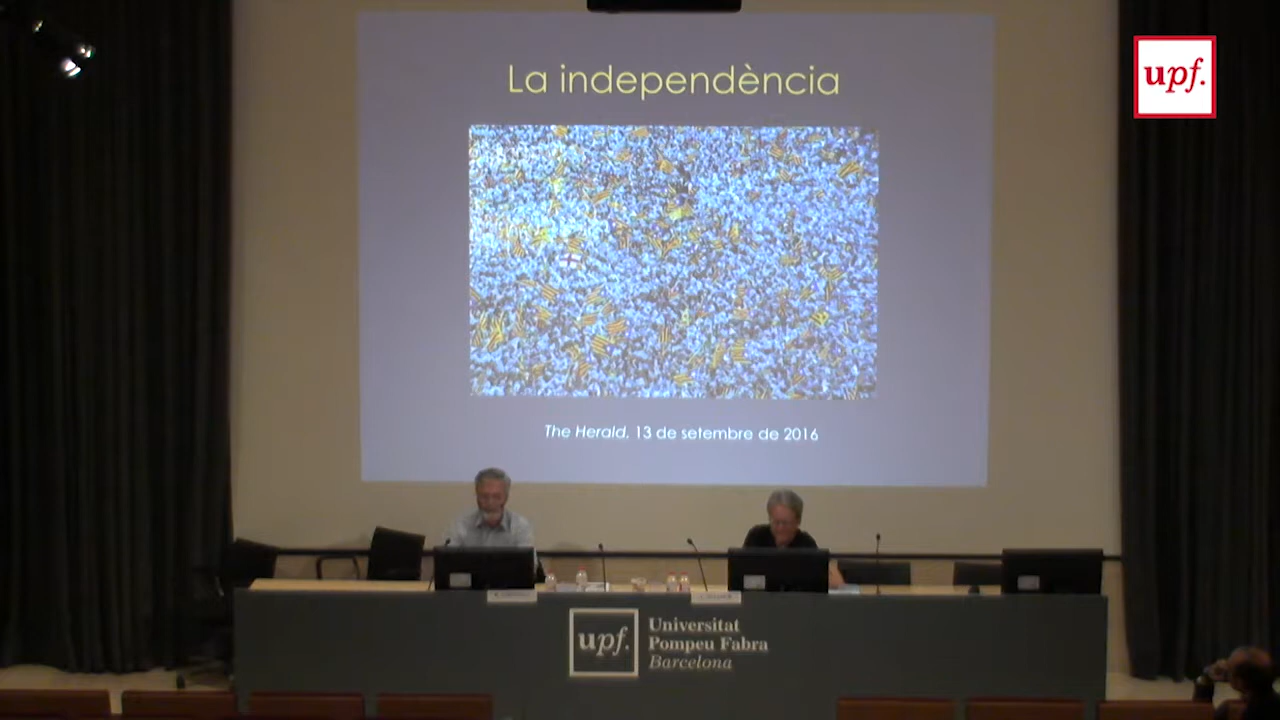 La independència
upf.
The Herald, 13 de setembre de 2016
upf.
Universitat
Pompeu Fabra
Barcelona